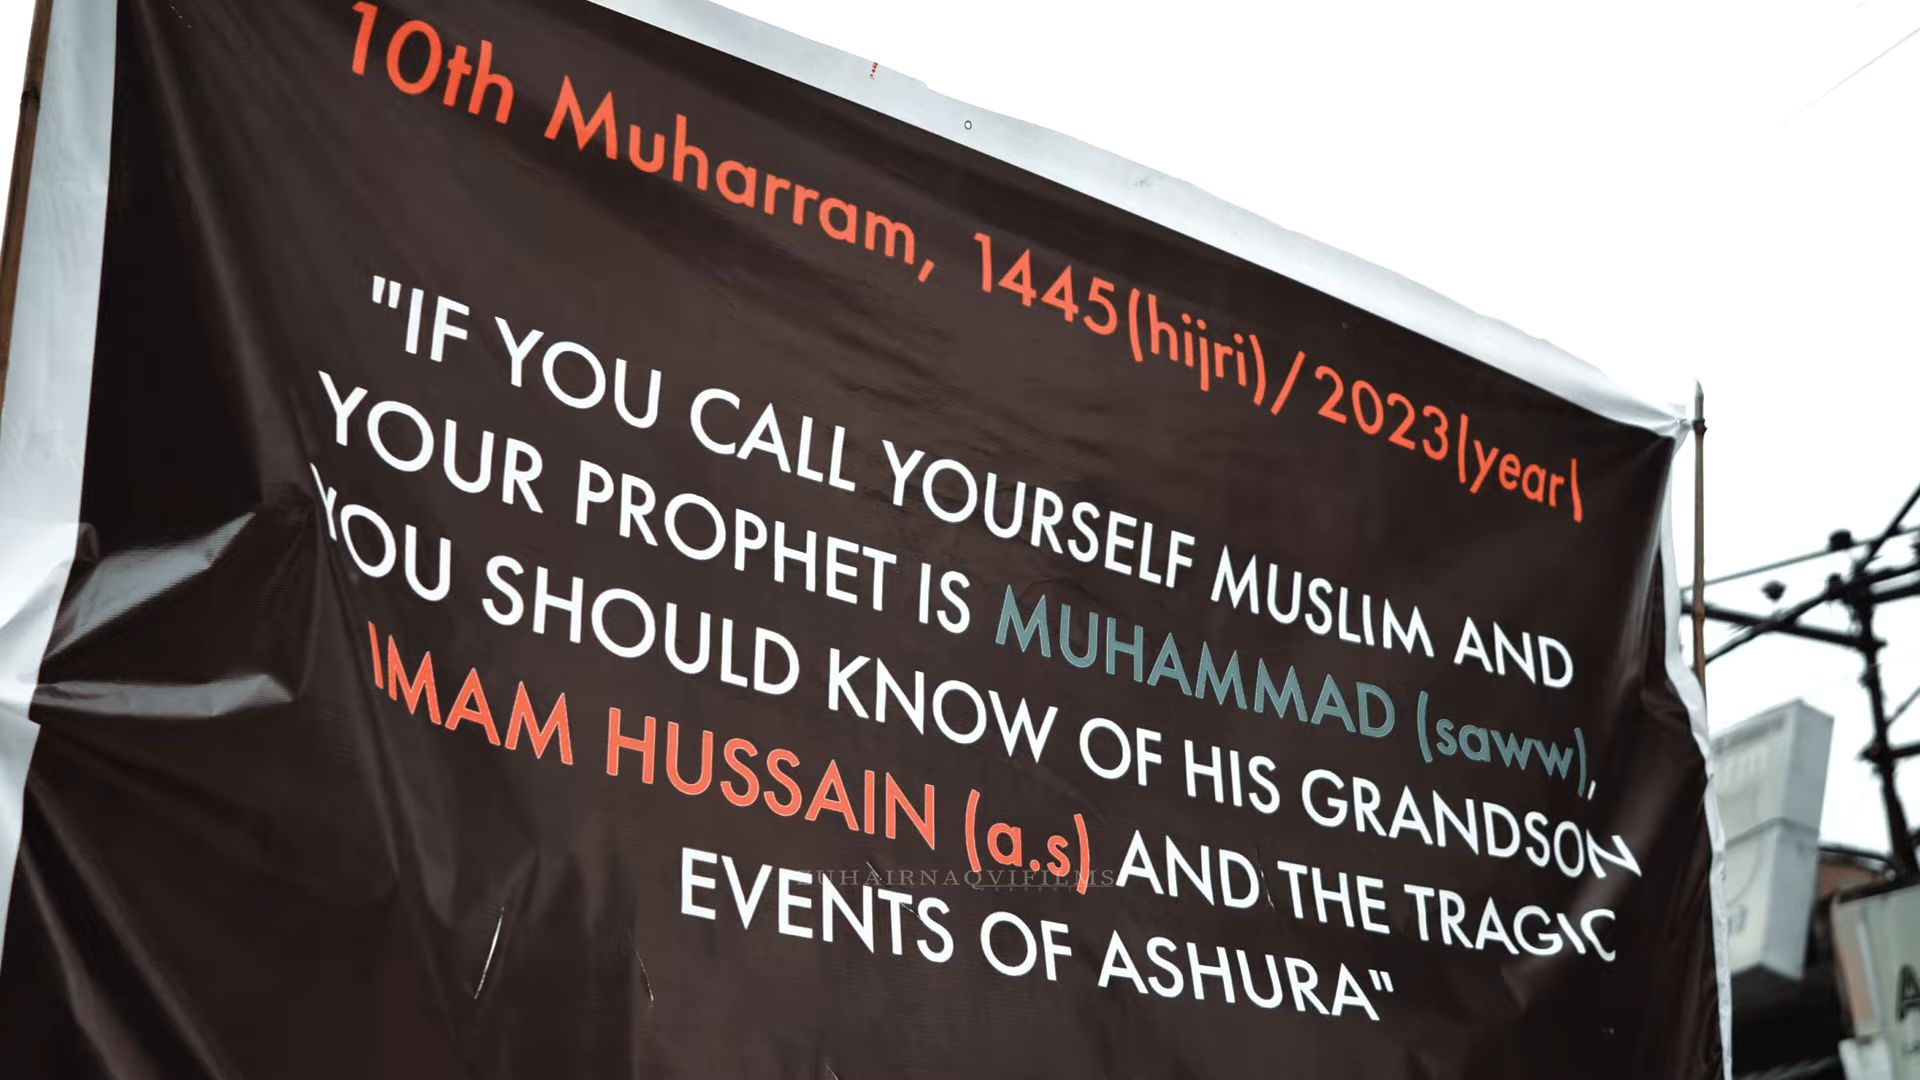 10th Muharram, 1445(hijri)/2023(year)
"IF YOU CALL YOURSELF MUSLIM AND
YOUR PROPHET IS MUHAMMAD (saww),
YOU SHOULD KNOW OF HIS GRANDSON
IMAM HUSSAIN (a.s) AND THE TRAGIC
EVENTS OF ASHURA"
ZUHAIRNAQVIFILMS